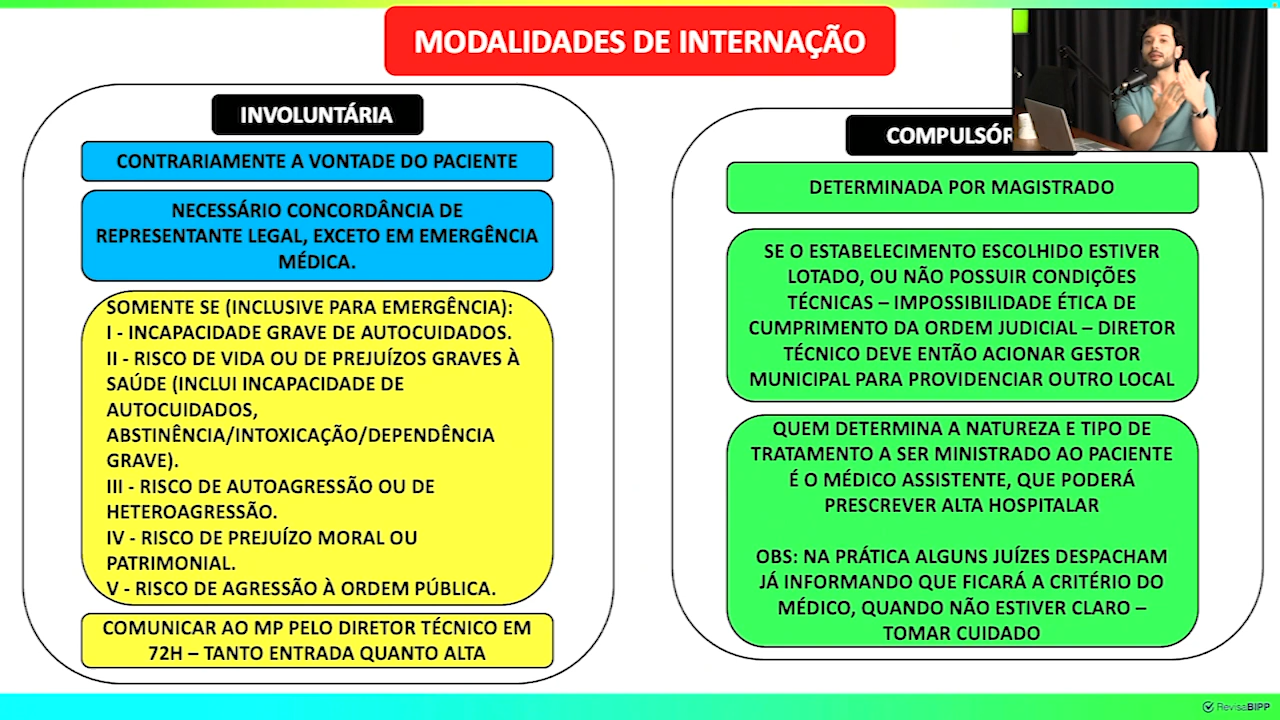 MODALIDADES DE INTERNAÇÃO
INVOLUNTÁRIA
CONTRARIAMENTE A VONTADE DO PACIENTE
NECESSÁRIO CONCORDÂNCIA DE
REPRESENTANTE LEGAL, EXCETO EM EMERGÊNCIA
MÉDICA.
SOMENTE SE (INCLUSIVE PARA EMERGÊNCIA):
I - INCAPACIDADE GRAVE DE AUTOCUIDADOS.
II - RISCO DE VIDA OU DE PREJUÍZOS GRAVES À
SAÚDE (INCLUI INCAPACIDADE DE
AUTOCUIDADOS,
ABSTINÊNCIA/INTOXICAÇÃO/DEPENDÊNCIA
GRAVE).
III - RISCO DE AUTOAGRESSÃO OU DE
HETEROAGRESSÃO.
IV - RISCO DE PREJUÍZO MORAL OU
PATRIMONIAL.
V - RISCO DE AGRESSÃO À ORDEM PÚBLICA.
COMUNICAR AO MP PELO DIRETOR TÉCNICO EM
72H – TANTO ENTRADA QUANTO ALTA
COMPULSÓR
DETERMINADA POR MAGISTRADO
SE O ESTABELECIMENTO ESCOLHIDO ESTIVER
LOTADO, OU NÃO POSSUIR CONDIÇÕES
TÉCNICAS – IMPOSSIBILIDADE ÉTICA DE
CUMPRIMENTO DA ORDEM JUDICIAL – DIRETOR
TÉCNICO DEVE ENTÃO ACIONAR GESTOR
MUNICIPAL PARA PROVIDENCIAR OUTRO LOCAL
QUEM DETERMINA A NATUREZA E TIPO DE
TRATAMENTO A SER MINISTRADO AO PACIENTE
É O MÉDICO ASSISTENTE, QUE PODERÁ
PRESCREVER ALTA HOSPITALAR
OBS: NA PRÁTICA ALGUNS JUÍZES DESPACHAM
JÁ INFORMANDO QUE FICARÁ A CRITÉRIO DO
MÉDICO, QUANDO NÃO ESTIVER CLARO –
TOMAR CUIDADO
RevisaBIPP